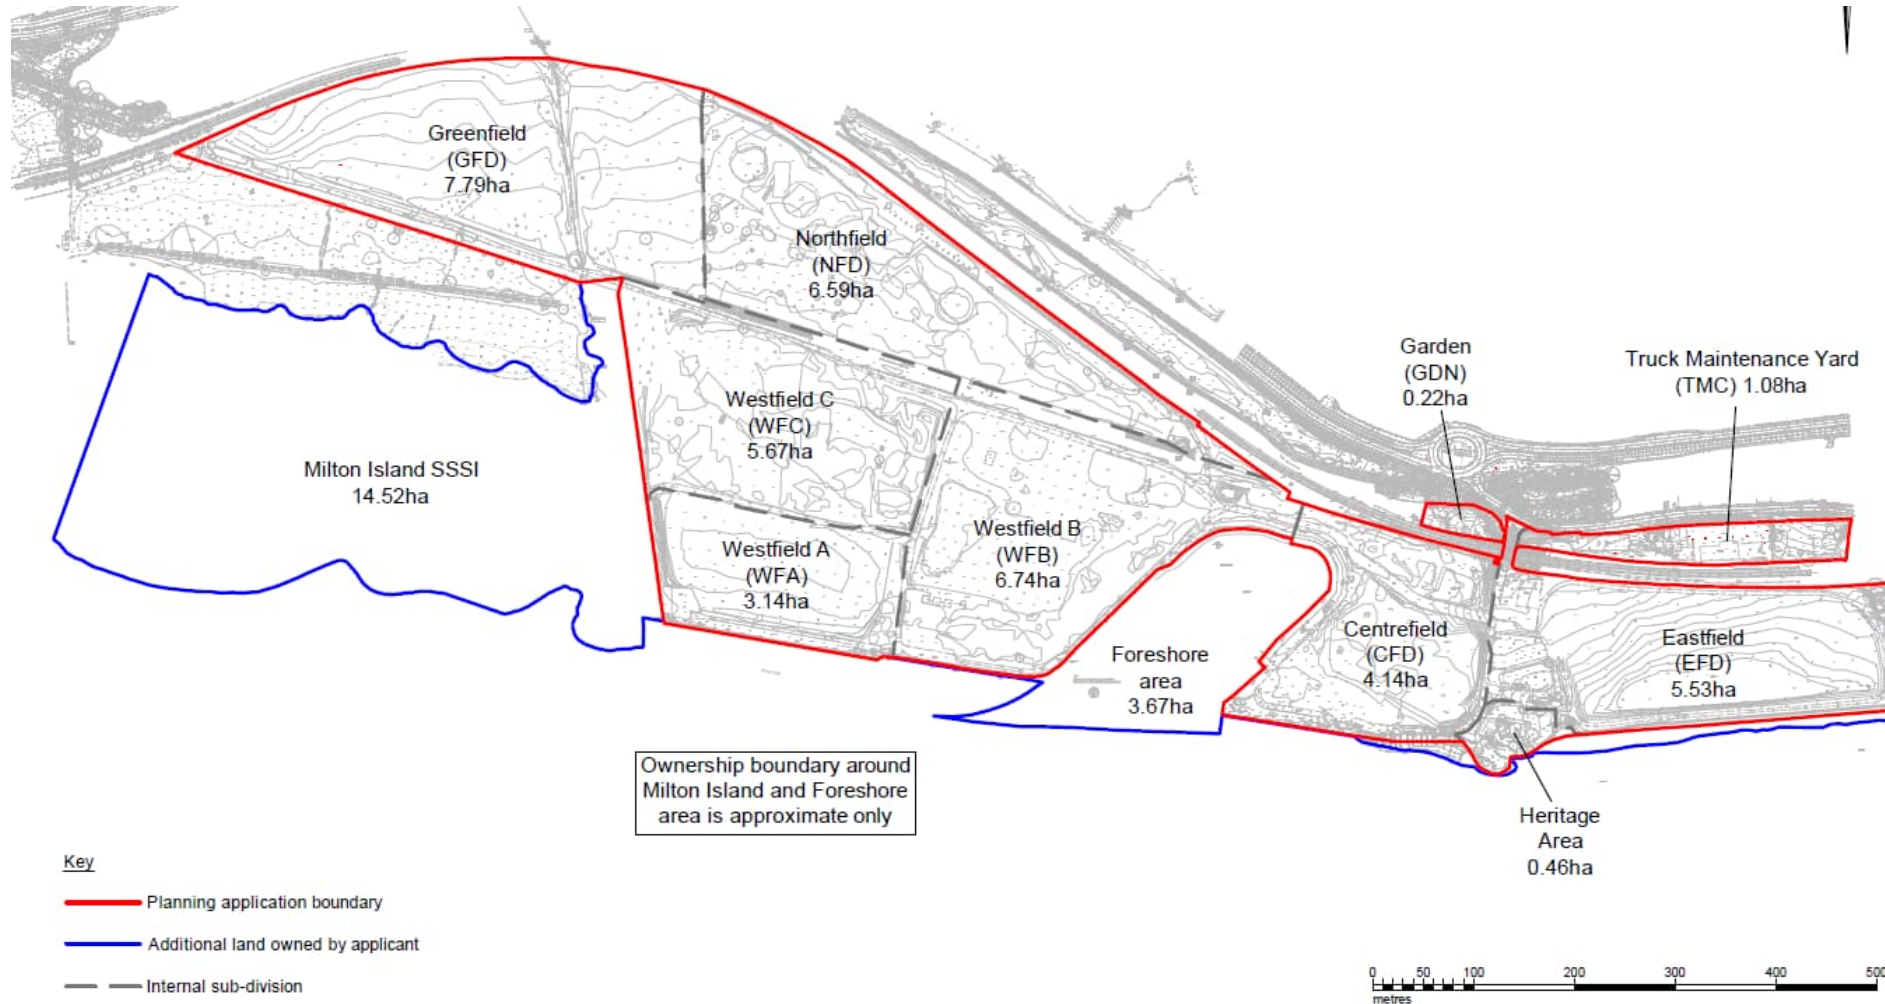 Greenfield
(GFD)
7.79ha
Northfield
(NFD)
6.59ha
Garden
(GDN)
0.22ha
Truck Maintenance Yard
(TMC) 1.08ha
Westfield C
(WFC)
5.67ha
Milton Island SSSI
14.52ha
Westfield B
(WFB)
6.74ha
Westfield A
(WFA)
3.14ha
Centrefield
(CFD)
4.14ha
Eastfield
(EFD)
5.53ha
Foreshore
area
3.67ha
Heritage
Area
0.46ha
Ownership boundary around
Milton Island and Foreshore
area is approximate only
Key
Planning application boundary
Additional land owned by applicant
Internal sub-division
0 50 100 200 300 400 500
metres